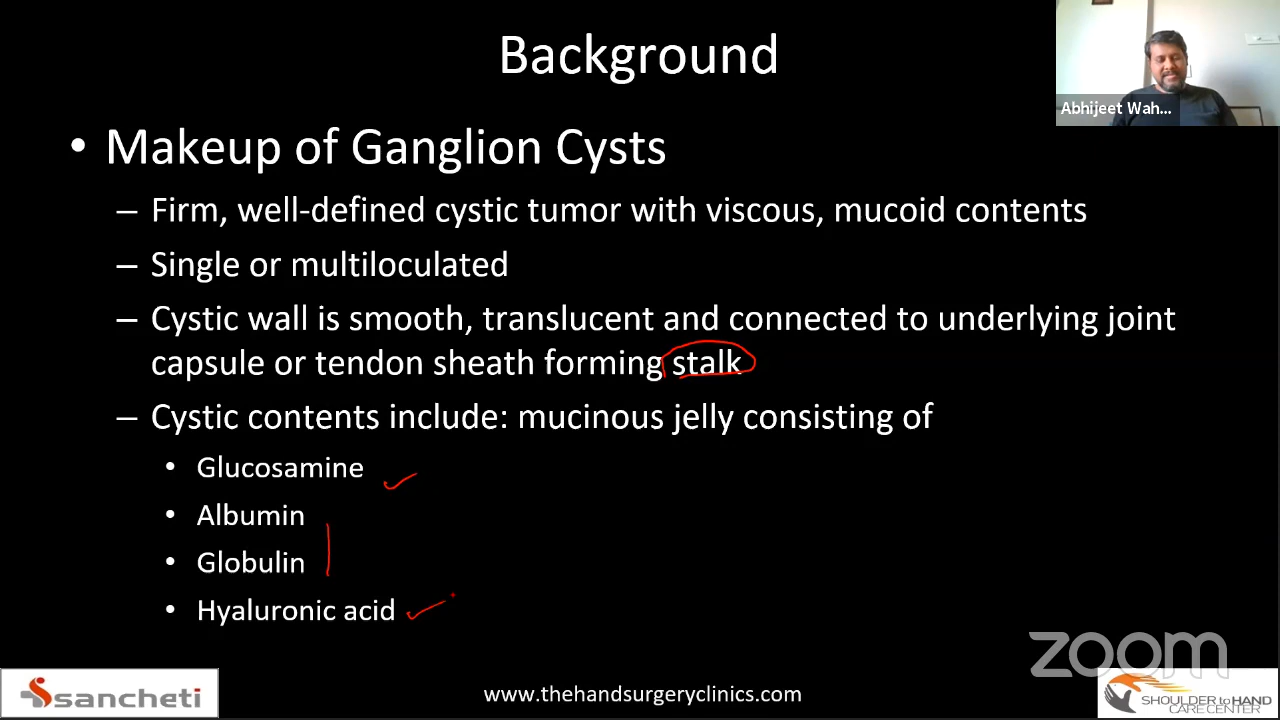 Background
Abhijeet Wah...
• Makeup of Ganglion Cysts
– Firm, well-defined cystic tumor with viscous, mucoid contents
– Single or multiloculated
– Cystic wall is smooth, translucent and connected to underlying joint
capsule or tendon sheath forming stalk
– Cystic contents include: mucinous jelly consisting of
• Glucosamine
• Albumin
• Globulin
• Hyaluronic acid
zoom
sancheti
www.thehandsurgeryclinics.com
SHOULDER to HAND
CARE CENTER